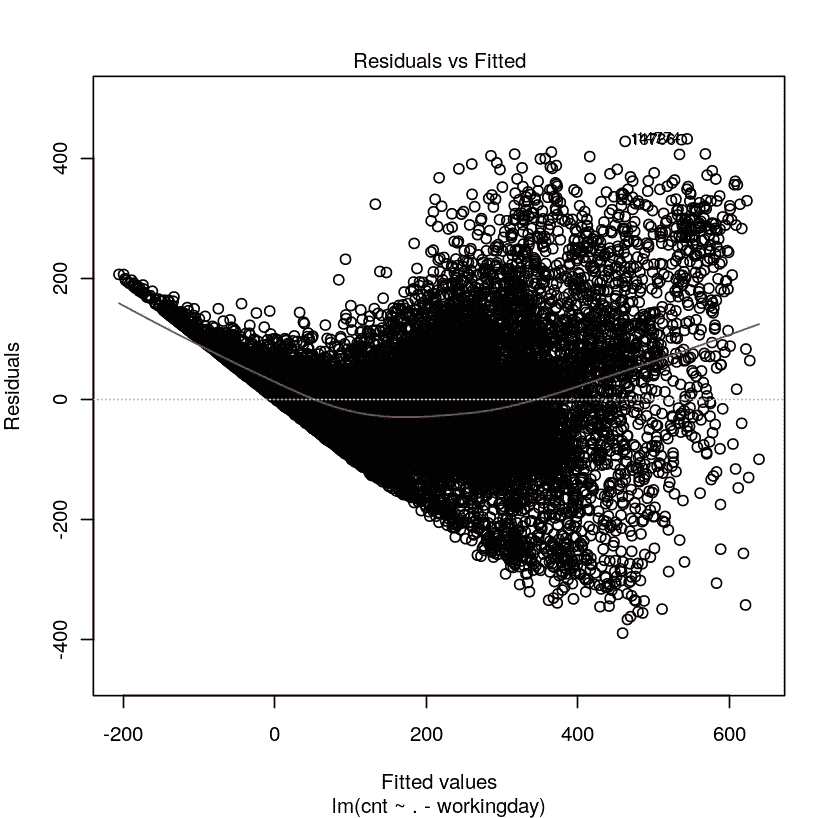 Residuals vs Fitted
400
200
0
-200
-400
Residuals
-200 0 200 400 600
Fitted values
lm(cnt ~ . - workingday)